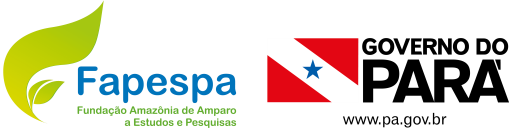 Fapespa
Fundação Amazônia de Amparo
a Estudos e Pesquisas
GOVERNO DO
PARÁ
www.pa.gov.br